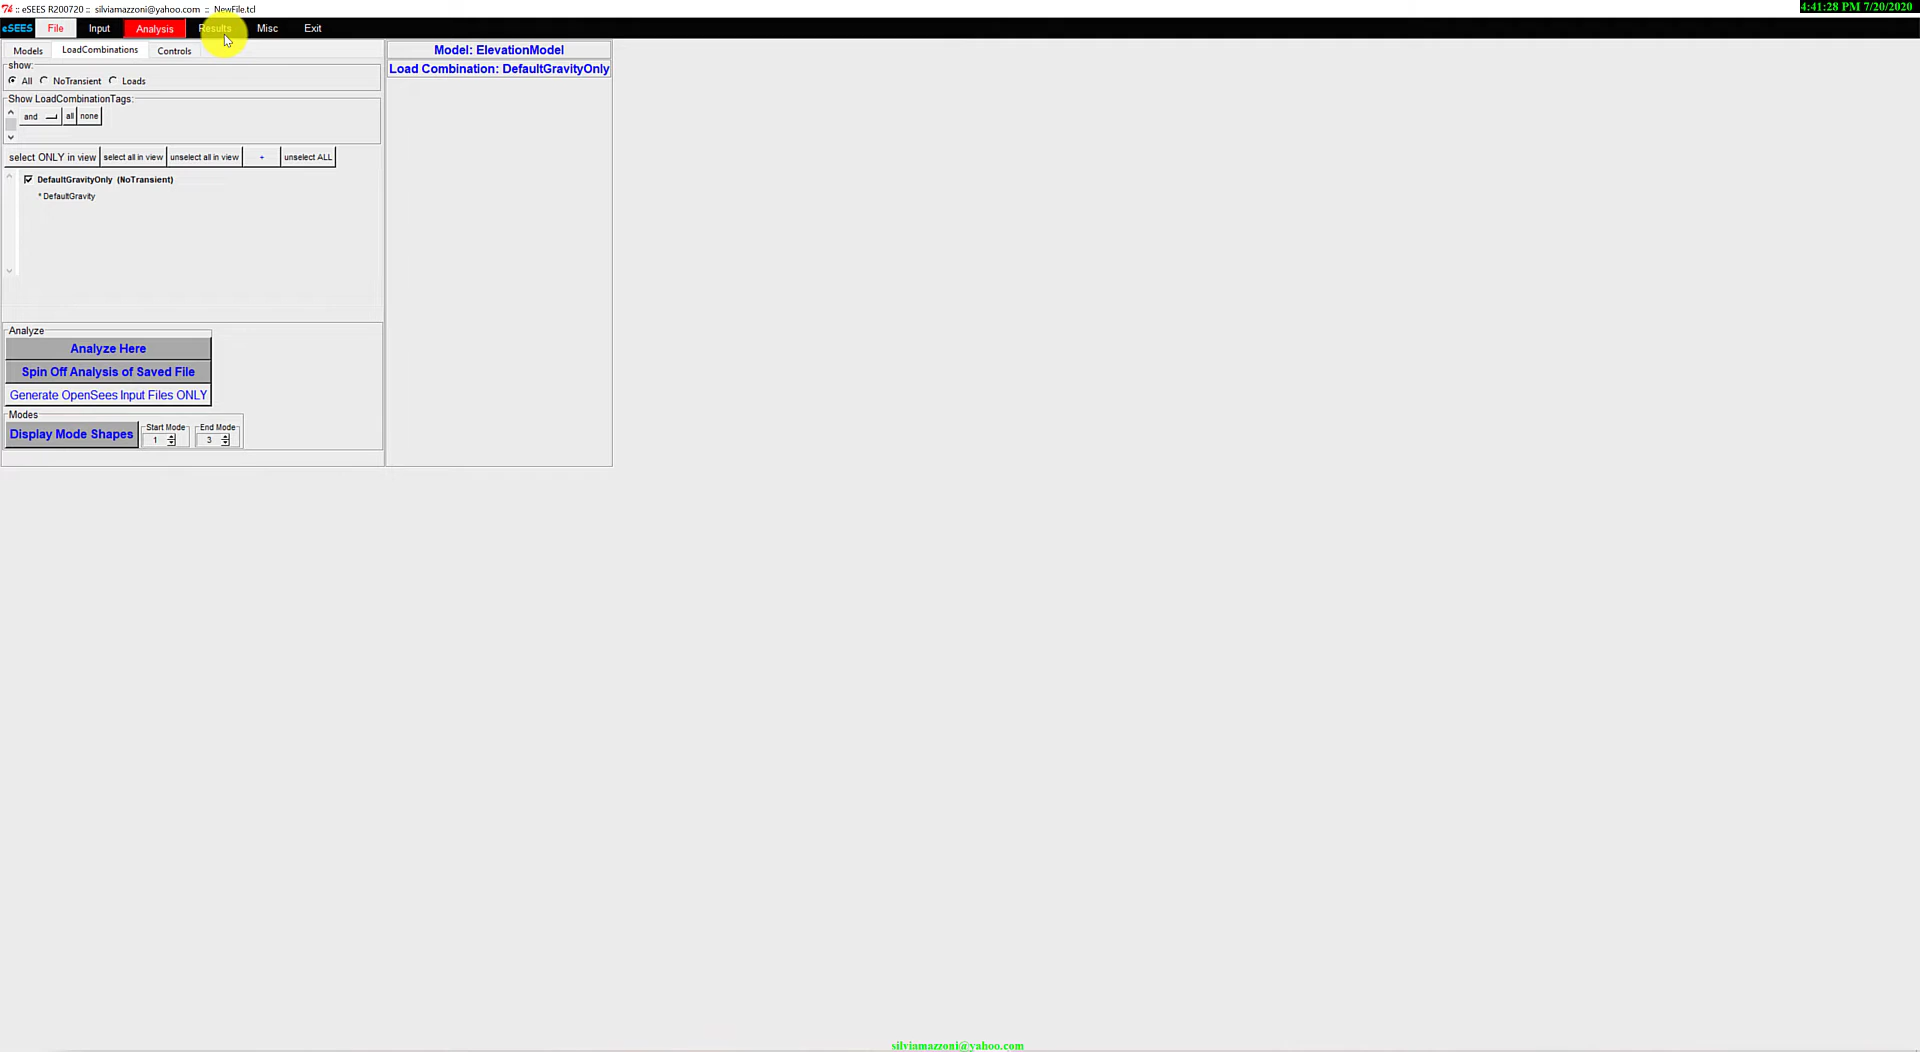 :: eSEES R200720 :: silviamazzoni@yahoo.com :: NewFile.tcl
4:41:28 PM 7/20/2020
eSEES File Input Analysis Results Misc Exit
Models LoadCombinations Controls
Model: ElevationModel
show:
Load Combination: DefaultGravityOnly
All NoTransient Loads
Show LoadCombinationTags:
and all none
select ONLY in view select all in view unselect all in view + unselect ALL
DefaultGravityOnly (NoTransient)
* DefaultGravity
Analyze
Analyze Here
Spin Off Analysis of Saved File
Generate OpenSees Input Files ONLY
Modes
Display Mode Shapes
Start Mode
1
End Mode
3
silviamazzoni@yahoo.com